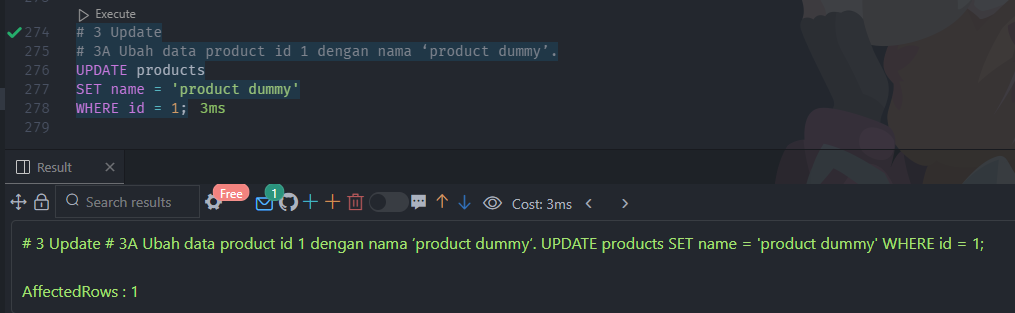 Execute
274 # 3 Update
275 # 3A Ubah data product id 1 dengan nama ‘product dummy’.
276 UPDATE products
277 SET name = 'product dummy'
278 WHERE id = 1; 3ms
279
Result
Search results
Free
1
Cost: 3ms
# 3 Update # 3A Ubah data product id 1 dengan nama ‘product dummy’. UPDATE products SET name = 'product dummy' WHERE id = 1;
AffectedRows : 1